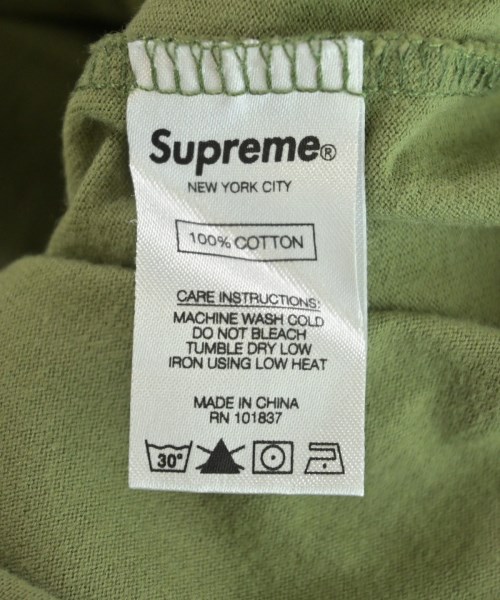 Supreme®
NEW YORK CITY
100% COTTON
CARE INSTRUCTIONS:
MACHINE WASH COLD
DO NOT BLEACH
TUMBLE DRY LOW
IRON USING LOW HEAT
MADE IN CHINA
RN 101837
30°